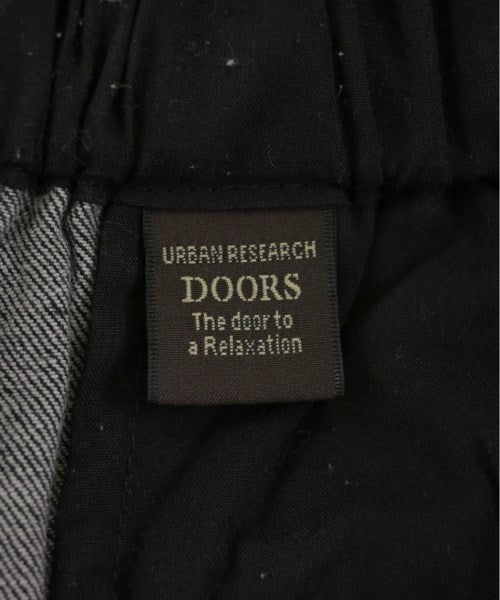 URBAN RESEARCH
DOORS
The door to
a Relaxation